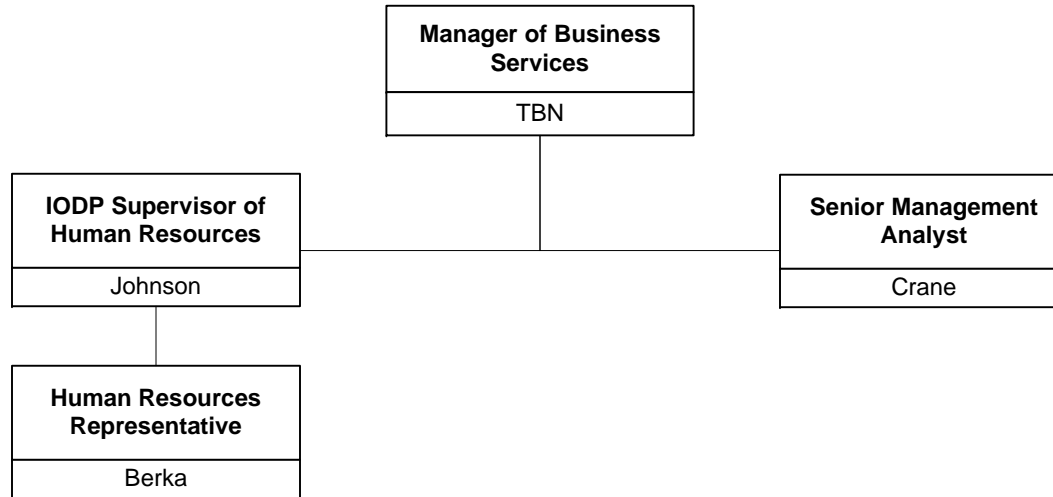 Manager of Business
Services
TBN
IODP Supervisor of
Human Resources
Johnson
Senior Management
Analyst
Crane
Human Resources
Representative
Berka